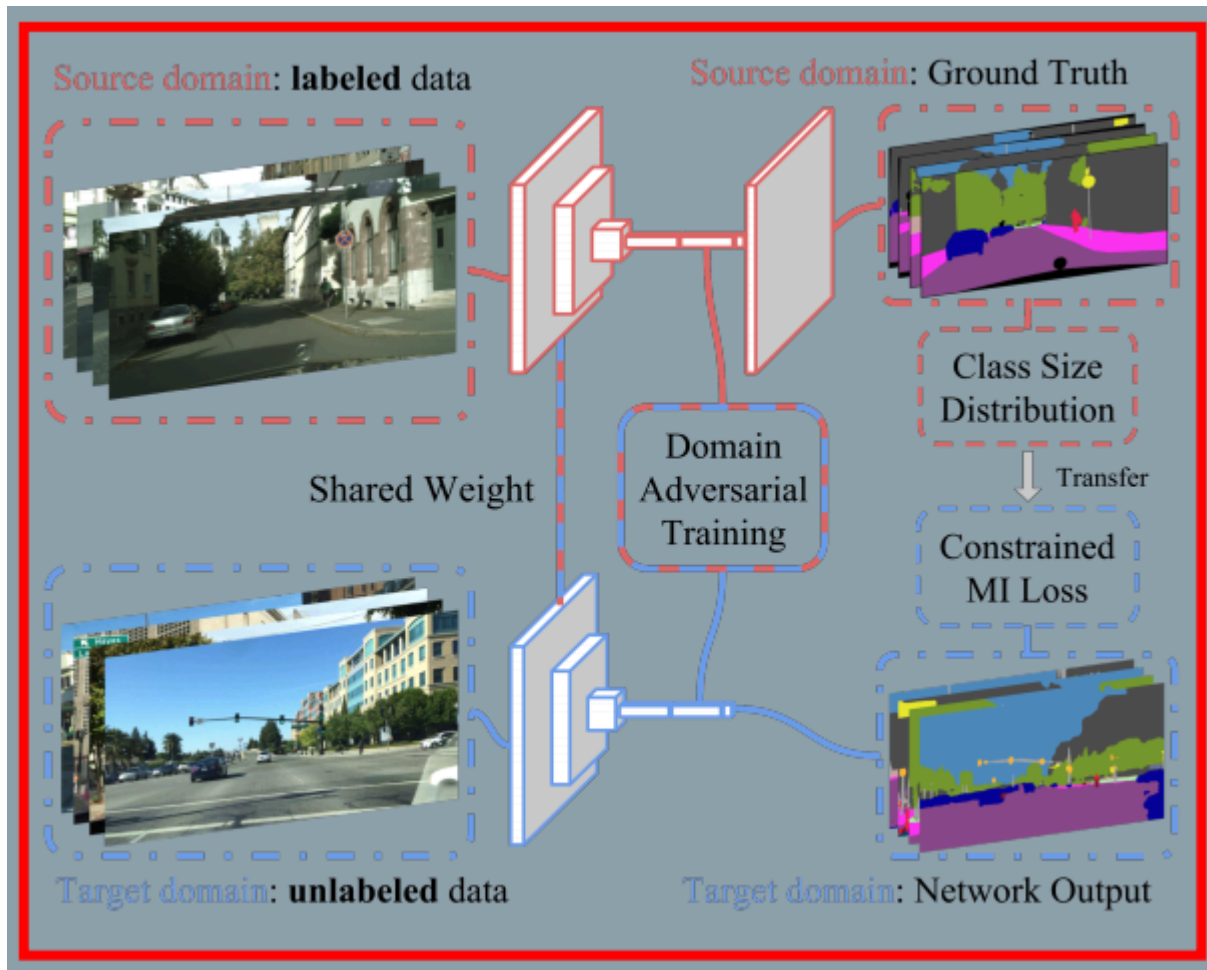 Source domain: labeled data
Source domain: Ground Truth
Class Size
Distribution
Transfer
Domain
Adversarial
Training
Shared Weight
Constrained
MI Loss
Hayes
Target domain: unlabeled data
Target domain: Network Output